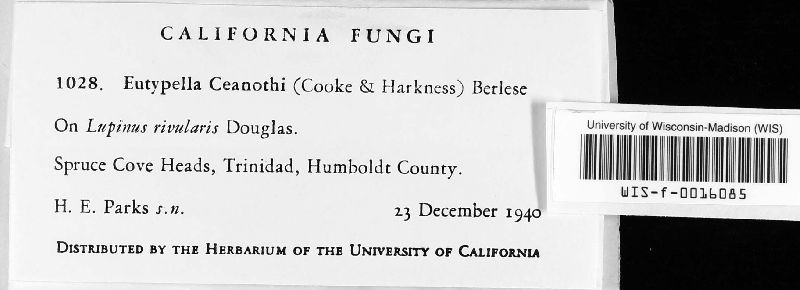 CALIFORNIA FUNGI
1028. Eutypella Ceanothi (Cooke & Harkness) Berlese
On Lupinus rivularis Douglas.
Spruce Cove Heads, Trinidad, Humboldt County.
H. E. Parks s.n. 23 December 1940
DISTRIBUTED BY THE HERBARIUM OF THE UNIVERSITY OF CALIFORNIA
University of Wisconsin-Madison (WIS)
WIS-f-0016085